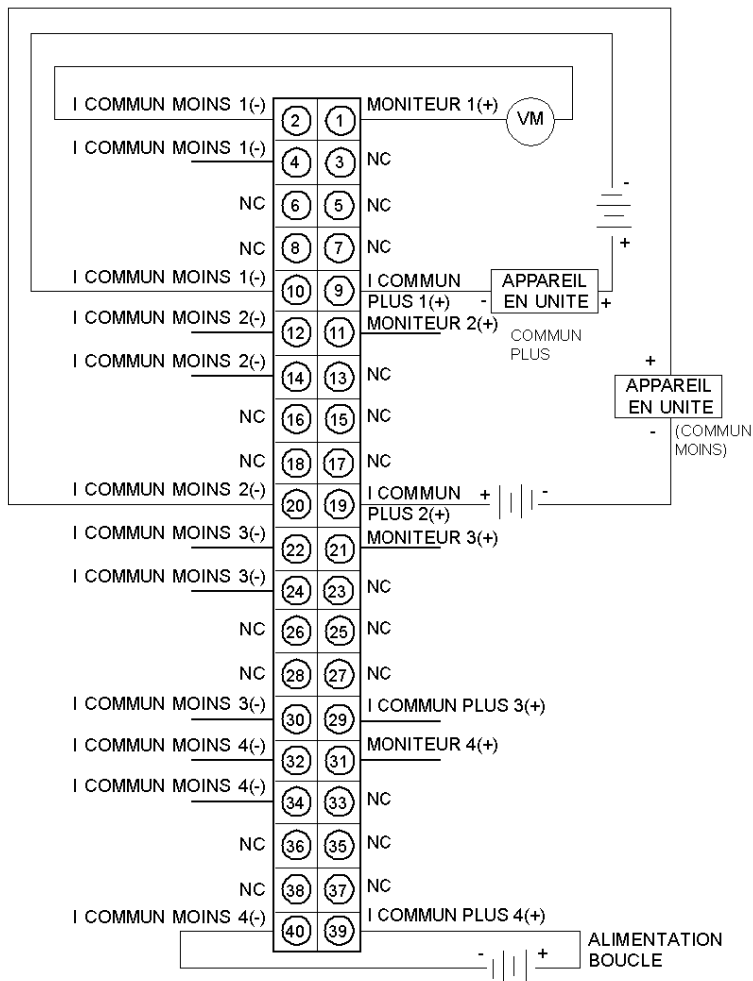 I COMMUN MOINS 1(-) 2 1 MONITEUR 1(+) VM
I COMMUN MOINS 1(-) 4 3 NC
NC 6 5 NC
-
+
NC 8 7 NC
I COMMUN MOINS 1(-) 10 9 I COMMUN
PLUS 1(+)
- APPAREIL
EN UNITE +
COMMUN
PLUS
I COMMUN MOINS 2(-) 12 11 MONITEUR 2(+)
I COMMUN MOINS 2(-) 14 13 NC
+
APPAREIL
EN UNITE
- (COMMUN
MOINS)
NC 16 15 NC
NC 18 17 NC
I COMMUN MOINS 2(-) 20 19 I COMMUN
PLUS 2(+)
+ -
I COMMUN MOINS 3(-) 22 21 MONITEUR 3(+)
I COMMUN MOINS 3(-) 24 23 NC
NC 26 25 NC
NC 28 27 NC
I COMMUN MOINS 3(-) 30 29 I COMMUN PLUS 3(+)
I COMMUN MOINS 4(-) 32 31 MONITEUR 4(+)
I COMMUN MOINS 4(-) 34 33 NC
NC 36 35 NC
NC 38 37 NC
I COMMUN MOINS 4(-) 40 39 I COMMUN PLUS 4(+)
- +
ALIMENTATION
BOUCLE